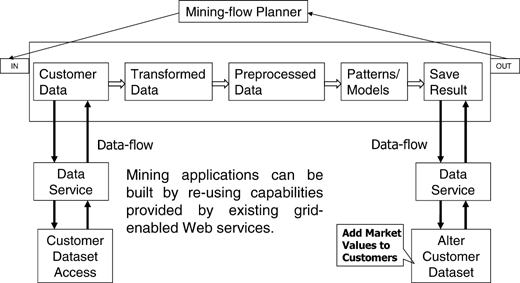 Mining-flow Planner
IN
OUT
Customer
Data
Transformed
Data
Preprocessed
Data
Patterns/
Models
Save
Result
Data-flow
Data-flow
Data
Service
Mining applications can be
built by re-using capabilities
provided by existing grid-
enabled Web services.
Data
Service
Customer
Dataset
Access
Add Market
Values to
Customers
Alter
Customer
Dataset